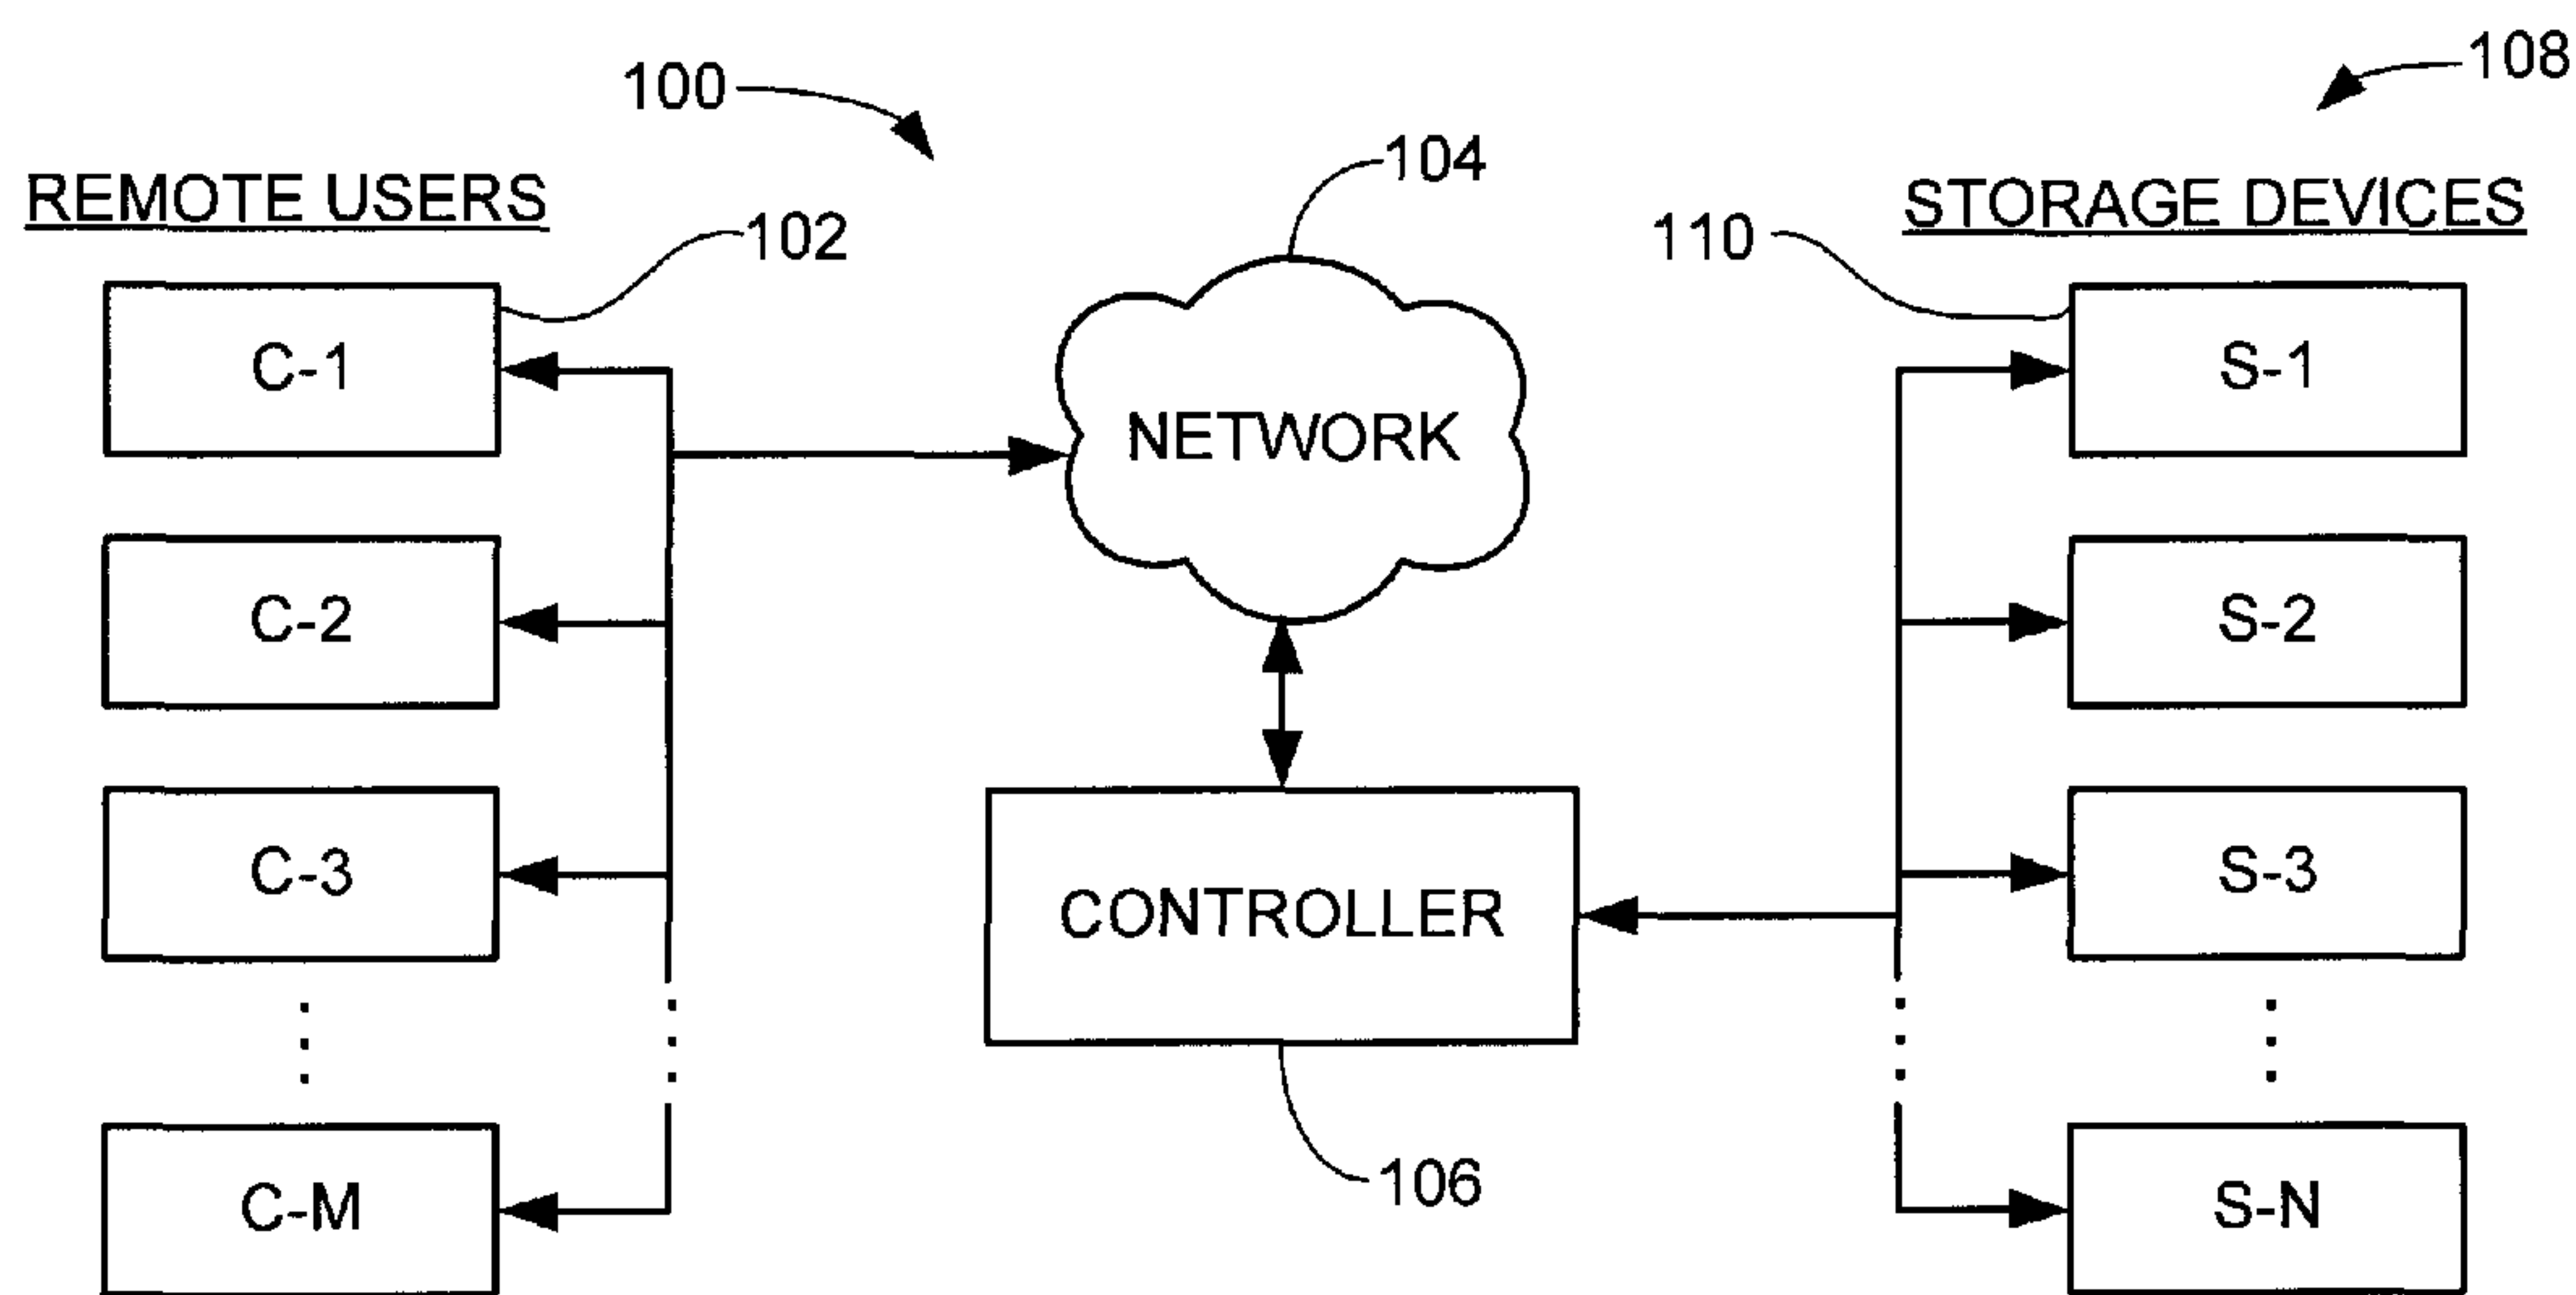 100
108
104
REMOTE USERS
STORAGE DEVICES
102
110
C-1
S-1
NETWORK
C-2
S-2
C-3
S-3
CONTROLLER
106
C-M
S-N